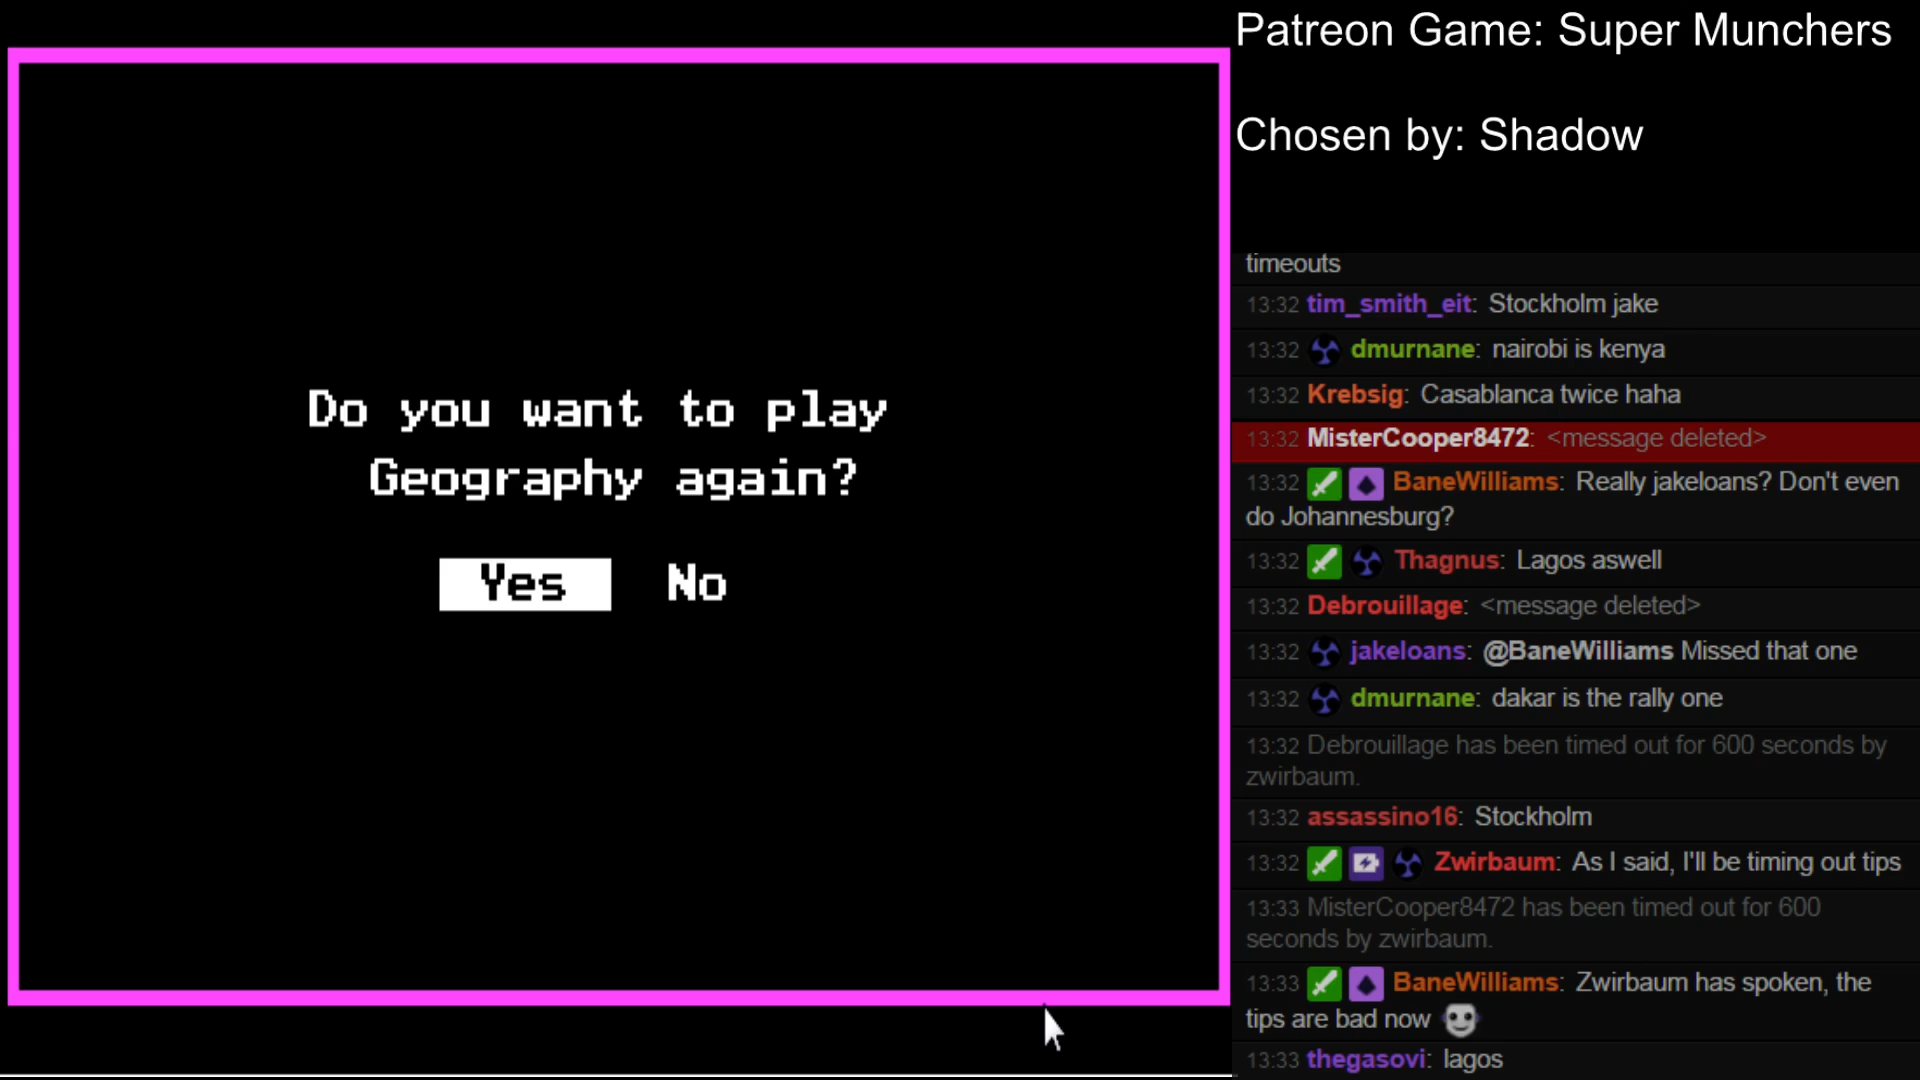 Do you want to play
Geography again?
Yes No
Patreon Game: Super Munchers
Chosen by: Shadow
timeouts
13:32 tim_smith_eit: Stockholm jake
13:32 dmurnane: nairobi is kenya
13:32 Krebsig: Casablanca twice haha
13:32 MisterCooper8472: <message deleted>
13:32 BaneWilliams: Really jakeloans? Don't even
do Johannesburg?
13:32 Thagnus: Lagos aswell
13:32 Debrouillage: <message deleted>
13:32 jakeloans: @BaneWilliams Missed that one
13:32 dmurnane: dakar is the rally one
13:32 Debrouillage has been timed out for 600 seconds by
zwirbaum.
13:32 assassino16: Stockholm
13:32 Zwirbaum: As I said, I'll be timing out tips
13:33 MisterCooper8472 has been timed out for 600
seconds by zwirbaum.
13:33 BaneWilliams: Zwirbaum has spoken, the
tips are bad now
13:33 thegasovi: lagos